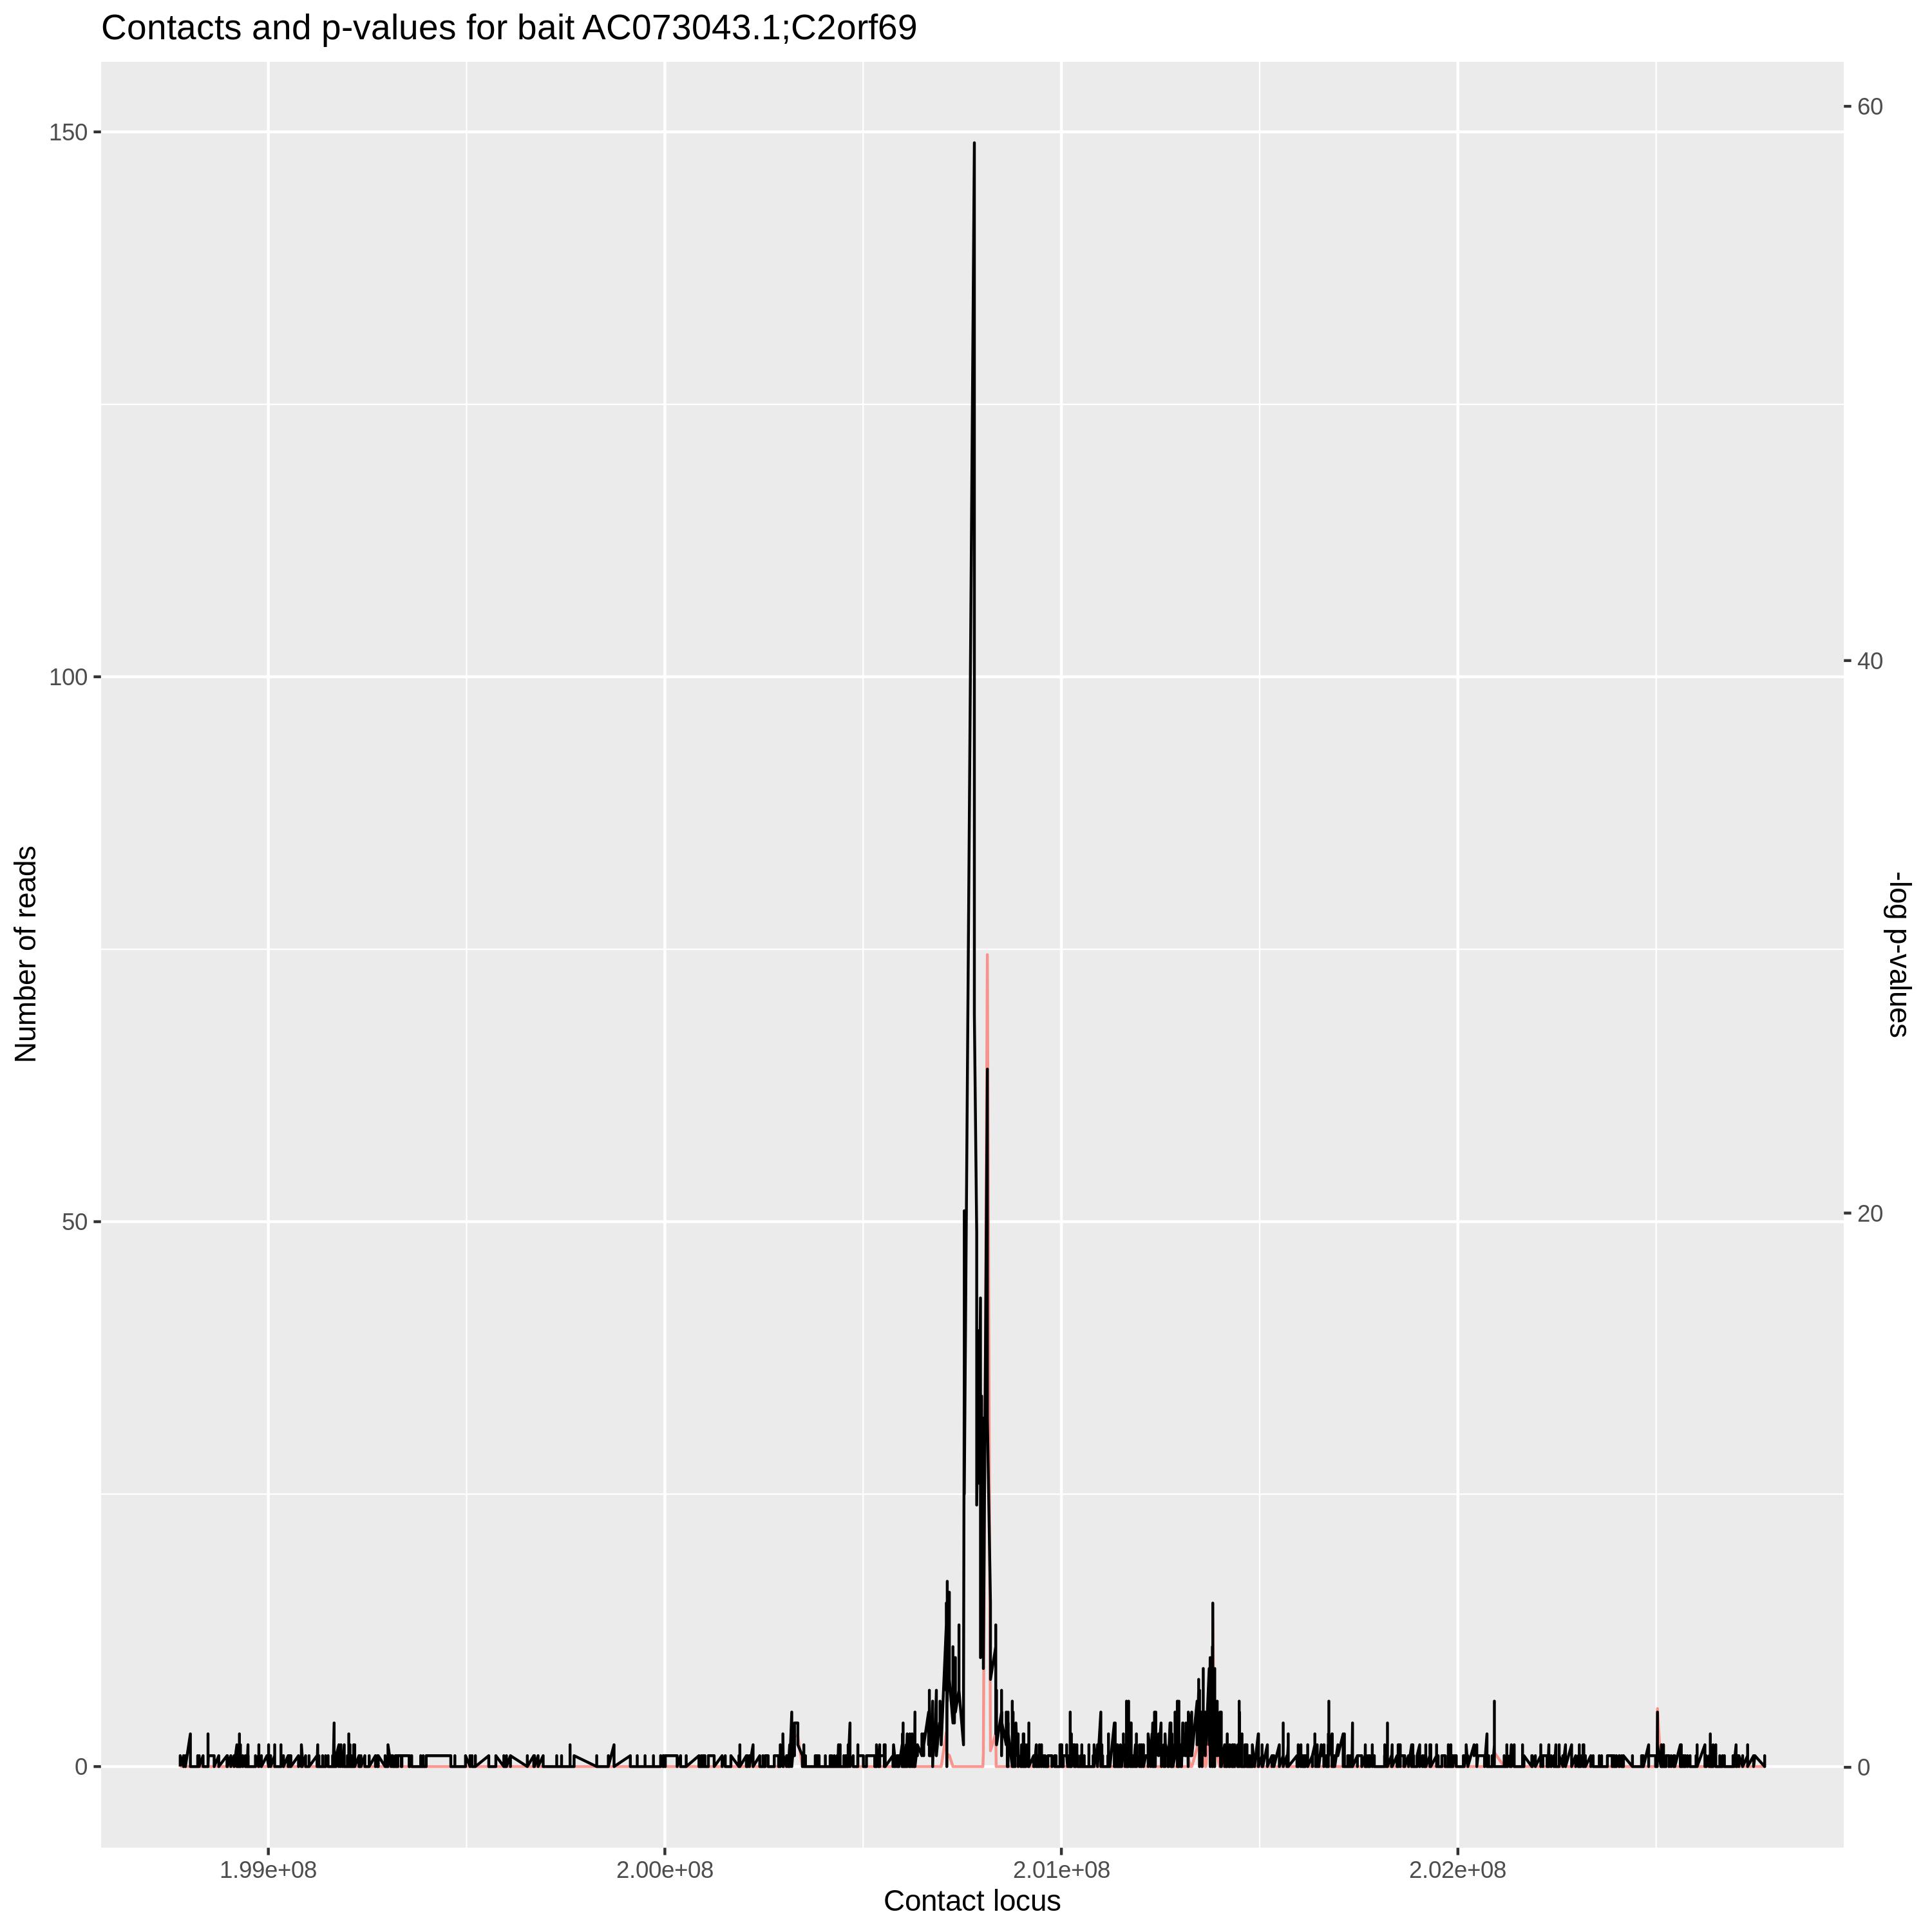 Contacts and p-values for bait AC073043.1;C2orf69
150
100
50
0
Number of reads
60
40
20
0
-log p-values
1.99e+08 2.00e+08 2.01e+08 2.02e+08
Contact locus